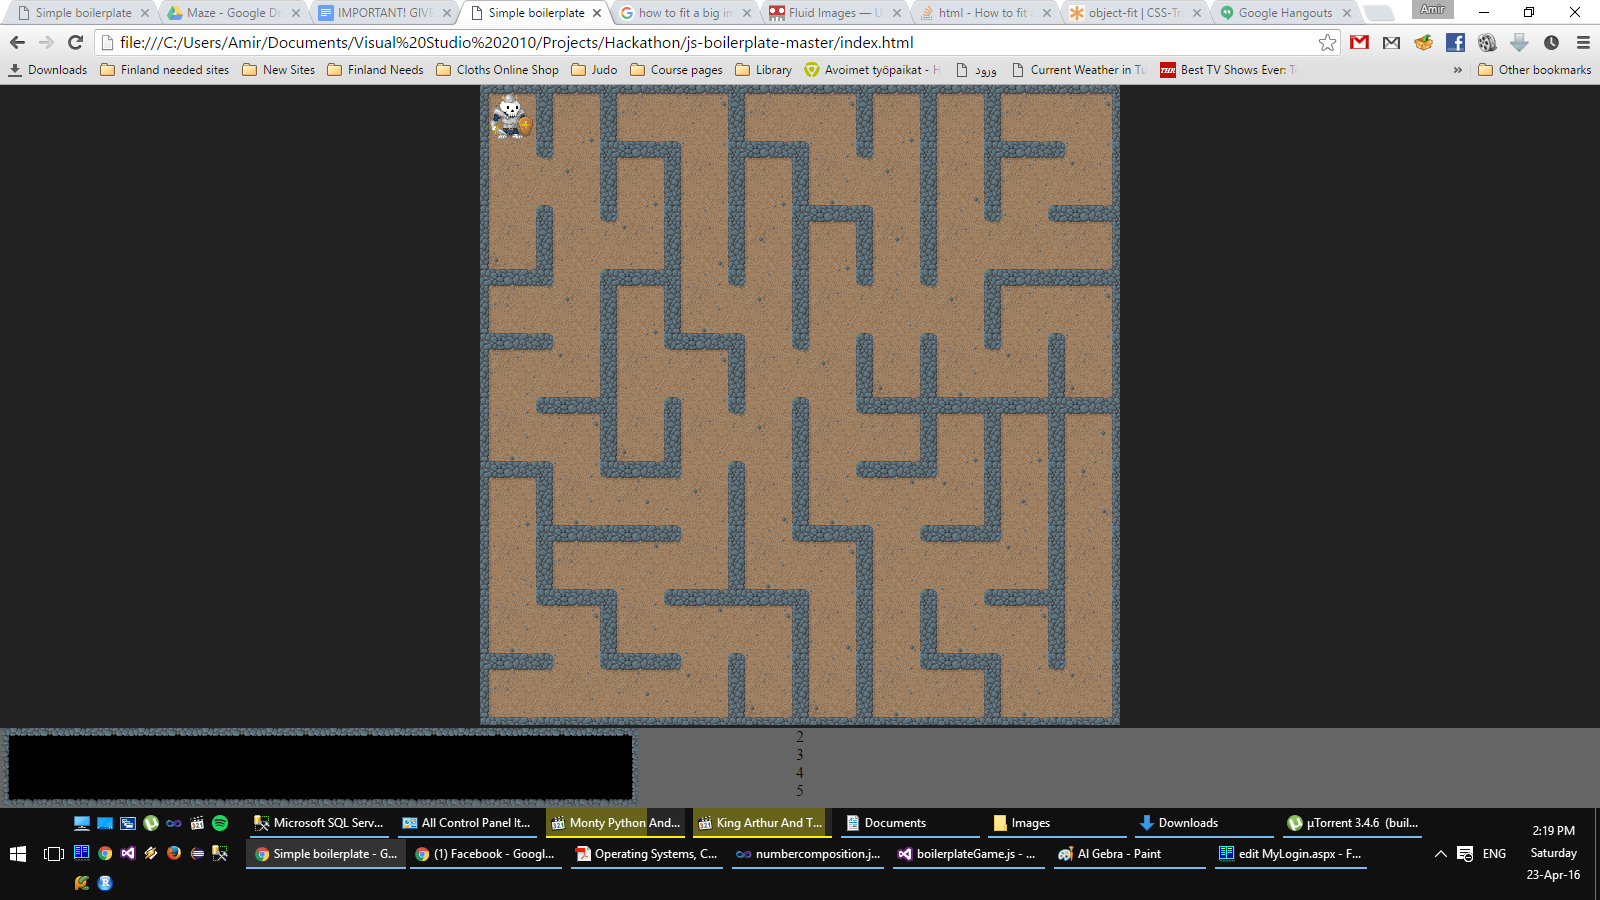 Simple boilerplate
Maze - Google Dr
IMPORTANT! GIVE
Simple boilerplate
how to fit a big im
Fluid Images — U
html - How to fit a
object-fit | CSS-Tr
Google Hangouts
Amir
file:///C:/Users/Amir/Documents/Visual%20Studio%202010/Projects/Hackathon/js-boilerplate-master/index.html
Downloads
Finland needed sites
New Sites
Finland Needs
Cloths Online Shop
Judo
Course pages
Library
Avoimet työpaikat - H
ورود
Current Weather in Tu
THR
Best TV Shows Ever: To
»
Other bookmarks
2
3
4
5
Microsoft SQL Serv...
All Control Panel It...
Monty Python And...
King Arthur And T...
Documents
Images
Downloads
µTorrent 3.4.6 (buil...
2:19 PM
Simple boilerplate - G...
(1) Facebook - Googl...
Operating Systems, C...
numbercomposition.j...
boilerplateGame.js - ...
AI Gebra - Paint
edit MyLogin.aspx - F...
ENG
Saturday
23-Apr-16